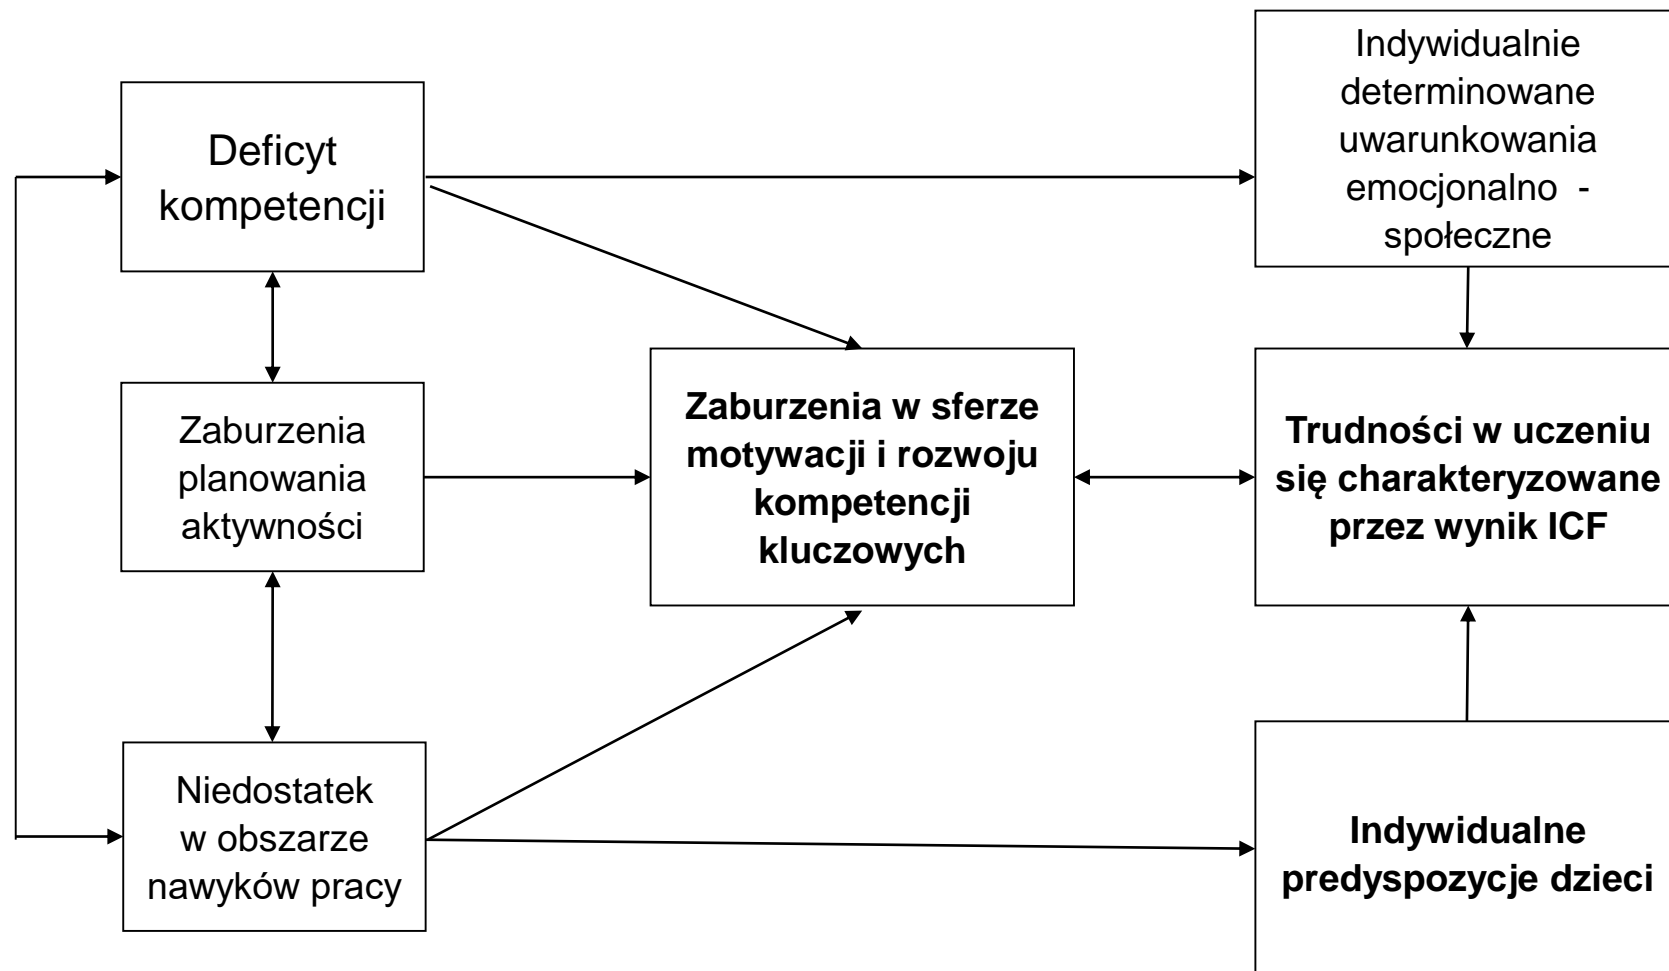 Deficyt
kompetencji
Indywidualnie
determinowane
uwarunkowania
emocjonalno -
społeczne
Zaburzenia
planowania
aktywności
Zaburzenia w sferze
motywacji i rozwoju
kompetencji
kluczowych
Trudności w uczeniu
się charakteryzowane
przez wynik ICF
Niedostatek
w obszarze
nawyków pracy
Indywidualne
predyspozycje dzieci